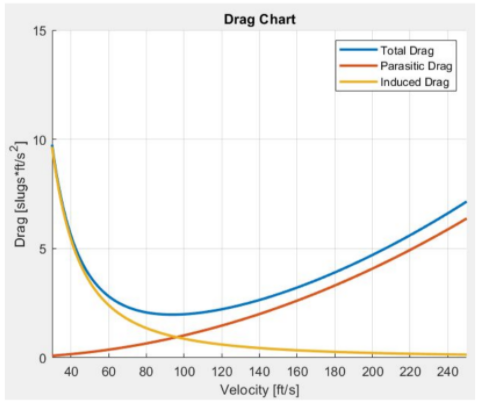 Drag Chart
Total Drag
Parasitic Drag
Induced Drag
15
10
5
0
Drag [slugs*ft/s²]
40 60 80 100 120 140 160 180 200 220 240
Velocity [ft/s]